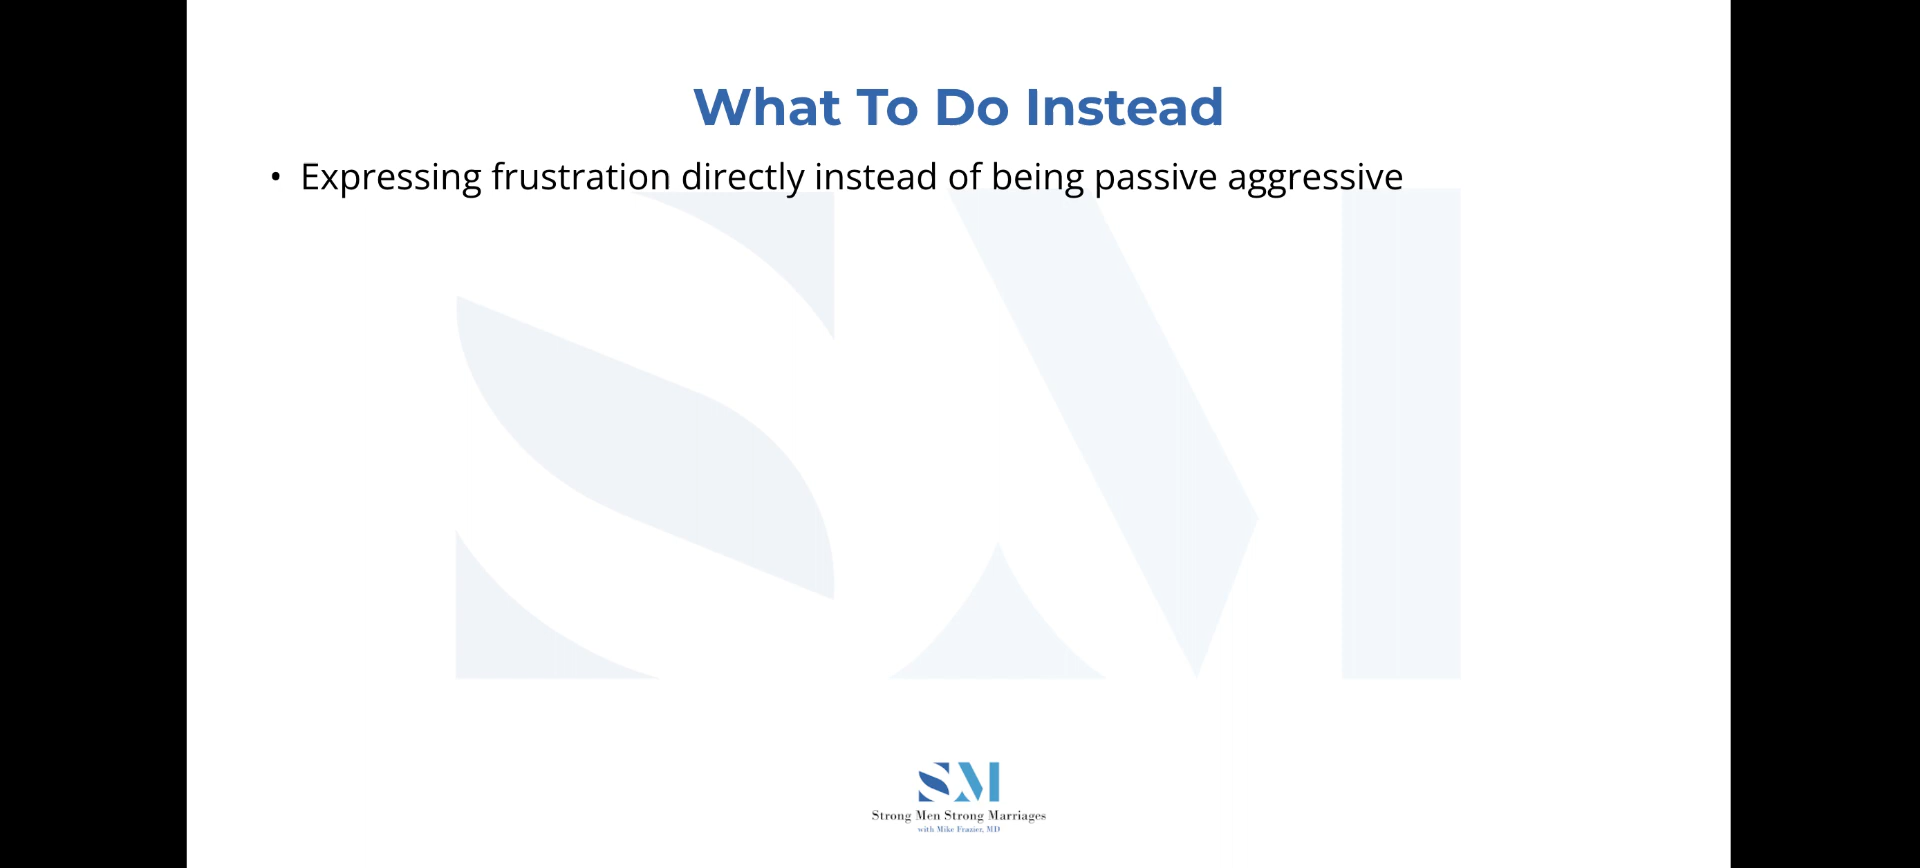 What To Do Instead
• Expressing frustration directly instead of being passive aggressive
SM
Strong Men Strong Marriages
with Mike Frazier, MD